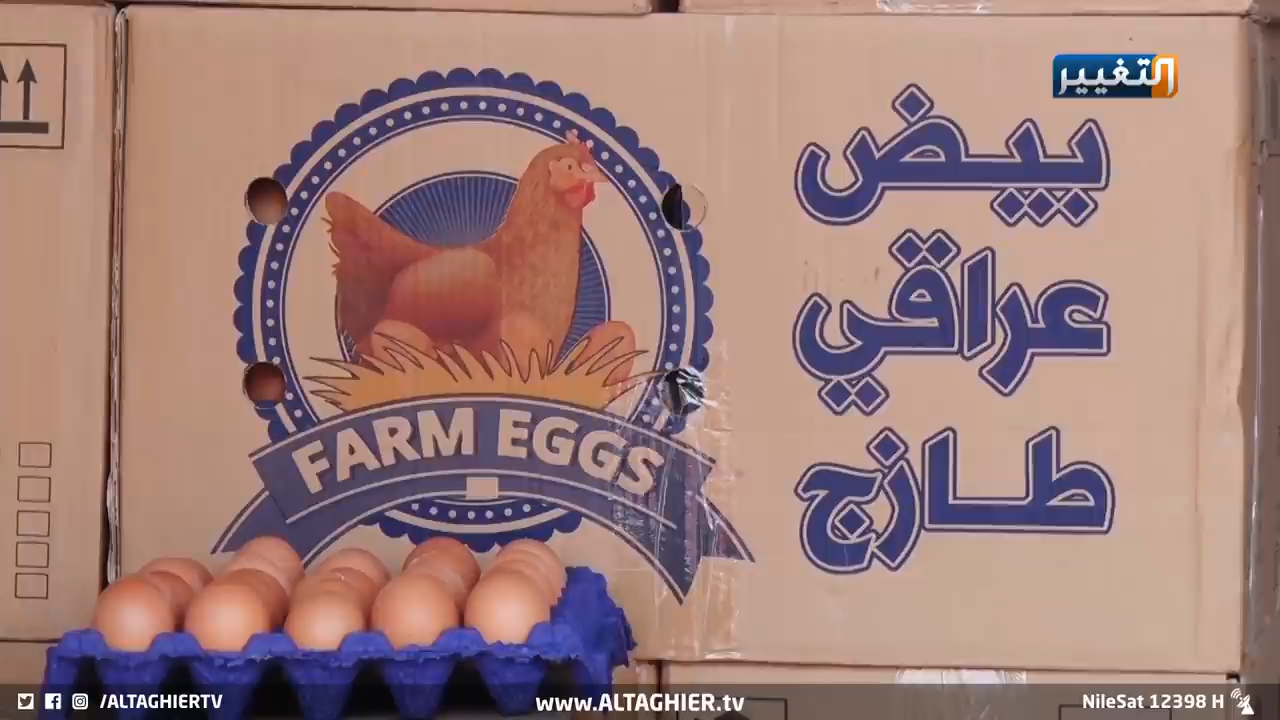 التغيير
بيض
عراقي
طازج
FARM EGGS
/ALTAGHIERTV
www.ALTAGHIER.tv
NileSat 12398 H